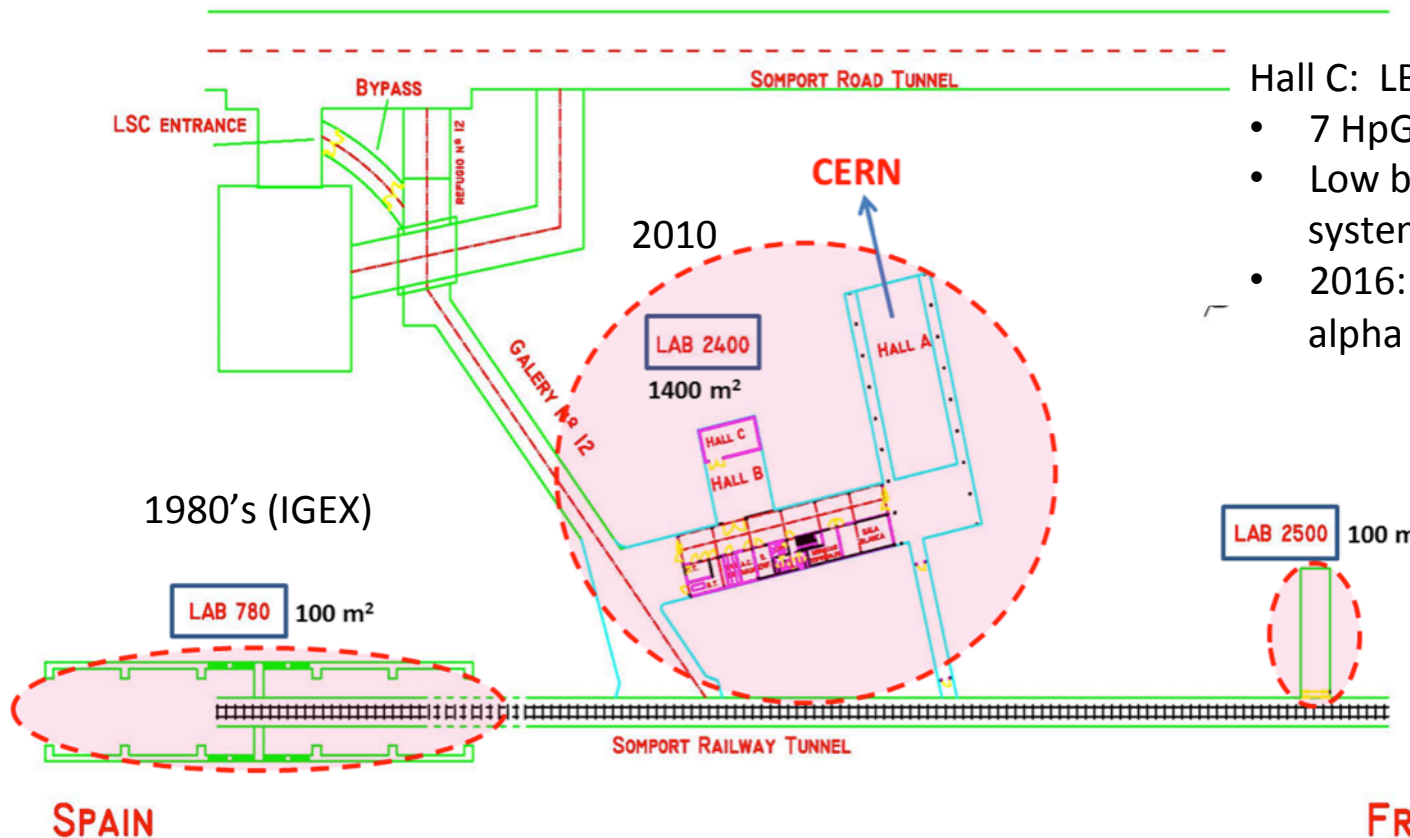 SOMPORT ROAD TUNNEL
BYPASS
LSC ENTRANCE
REFUGIO Nº 12
Hall C: LE
• 7 HpG
• Low b
system
• 2016:
alpha
CERN
2010
HALL A
LAB 2400
1400 m²
GALERY Nº 12
HALL C
HALL B
SALA
BLANCA
1980's (IGEX)
LAB 780 100 m²
LAB 2500 100 m
SOMPORT RAILWAY TUNNEL
SPAIN
FR